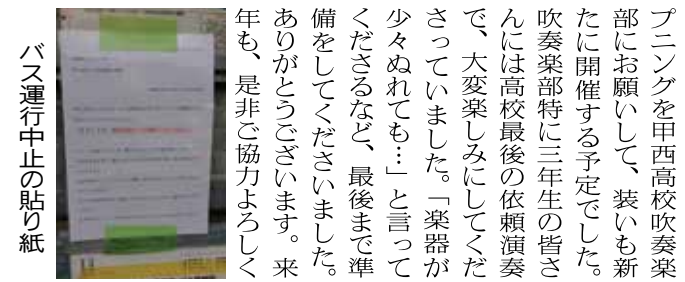 プニングを甲西高校吹奏楽
部にお願いして、装いも新
たに開催する予定でした。
吹奏楽部特に三年生の皆さ
んには高校最後の依頼演奏
で、大変楽しみにしてくだ
さっていました。「楽器が
少々ぬれても…」と言って
くださるなど、最後まで準
備をしてくださいました。
ありがとうございます。来
年も、是非ご協力よろしく
バス運行中止の貼り紙